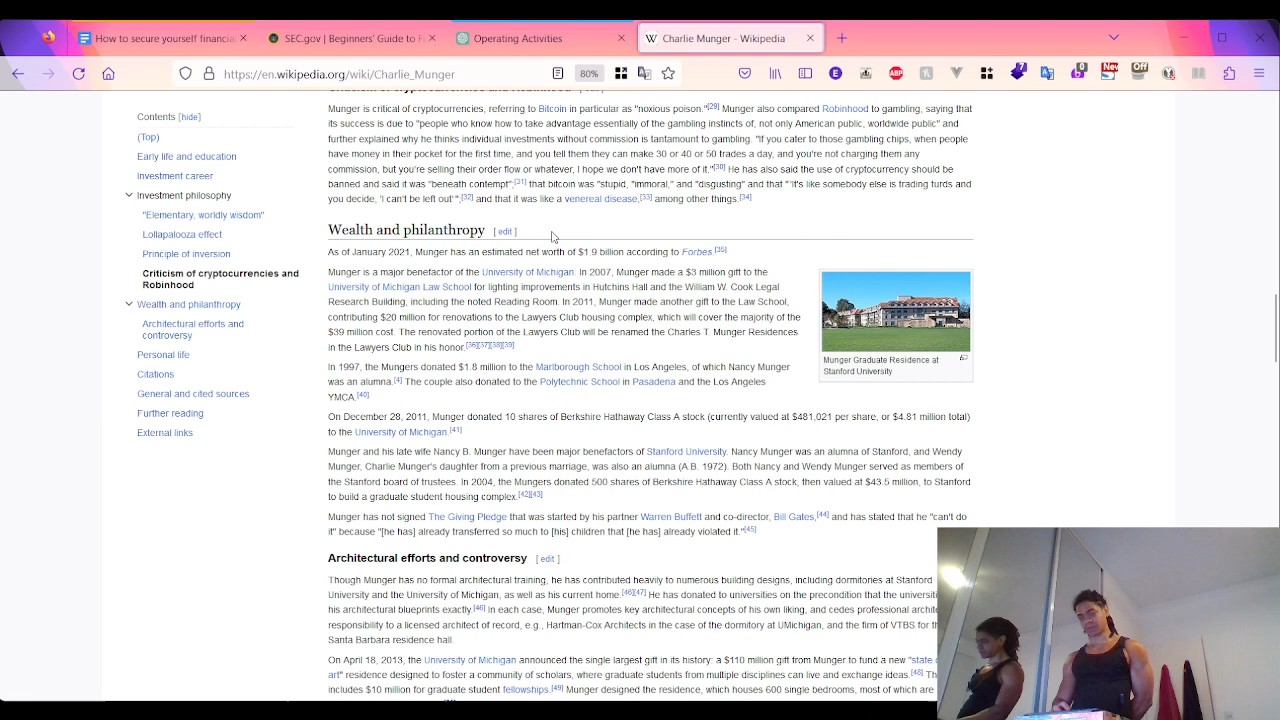 How to secure yourself financial
SEC.gov | Beginners' Guide to F
Operating Activities
Charlie Munger - Wikipedia
https://en.wikipedia.org/wiki/Charlie_Munger
80%
7
0
New
Off
Contents [hide]
(Top)
Early life and education
Investment career
Investment philosophy
"Elementary, worldly wisdom"
Lollapalooza effect
Principle of inversion
Criticism of cryptocurrencies and
Robinhood
Wealth and philanthropy
Architectural efforts and
controversy
Personal life
Citations
General and cited sources
Further reading
External links
Munger is critical of cryptocurrencies, referring to Bitcoin in particular as "noxious poison."[29] Munger also compared Robinhood to gambling, saying that
its success is due to "people who know how to take advantage essentially of the gambling instincts of, not only American public, worldwide public" and
further explained why he thinks individual investments without commission is tantamount to gambling. "If you cater to those gambling chips, when people
have money in their pocket for the first time, and you tell them they can make 30 or 40 or 50 trades a day, and you're not charging them any
commission, but you're selling their order flow or whatever, I hope we don't have more of it."[30] He has also said the use of cryptocurrency should be
banned and said it was "beneath contempt";[31] that bitcoin was "stupid, "immoral," and "disgusting" and that "'it's like somebody else is trading turds and
you decide, 'I can't be left out'";[32] and that it was like a venereal disease,[33] among other things.[34]
Wealth and philanthropy [ edit ]
As of January 2021, Munger has an estimated net worth of $1.9 billion according to Forbes.[35]
Munger is a major benefactor of the University of Michigan. In 2007, Munger made a $3 million gift to the
University of Michigan Law School for lighting improvements in Hutchins Hall and the William W. Cook Legal
Research Building, including the noted Reading Room. In 2011, Munger made another gift to the Law School,
contributing $20 million for renovations to the Lawyers Club housing complex, which will cover the majority of the
$39 million cost. The renovated portion of the Lawyers Club will be renamed the Charles T. Munger Residences
in the Lawyers Club in his honor.[36][37][38][39]
Munger Graduate Residence at
Stanford University
In 1997, the Mungers donated $1.8 million to the Marlborough School in Los Angeles, of which Nancy Munger
was an alumna.[4] The couple also donated to the Polytechnic School in Pasadena and the Los Angeles
YMCA.[40]
On December 28, 2011, Munger donated 10 shares of Berkshire Hathaway Class A stock (currently valued at $481,021 per share, or $4.81 million total)
to the University of Michigan.[41]
Munger and his late wife Nancy B. Munger have been major benefactors of Stanford University. Nancy Munger was an alumna of Stanford, and Wendy
Munger, Charlie Munger's daughter from a previous marriage, was also an alumna (A.B. 1972). Both Nancy and Wendy Munger served as members of
the Stanford board of trustees. In 2004, the Mungers donated 500 shares of Berkshire Hathaway Class A stock, then valued at $43.5 million, to Stanford
to build a graduate student housing complex.[42][43]
Munger has not signed The Giving Pledge that was started by his partner Warren Buffett and co-director, Bill Gates,[44] and has stated that he "can't do
it" because "[he has] already transferred so much to [his] children that [he has] already violated it."[45]
Architectural efforts and controversy [ edit ]
Though Munger has no architectural training, he has contributed heavily to numerous building designs, including dormitories at Stanford
University and the University of Michigan, as well as his current home.[46][47] He has donated to universities on the precondition that the universiti
his architectural blueprints exactly.[46] In each case, Munger promotes key architectural concepts of his own liking, and cedes professional archite
responsibility to a licensed architect of record, e.g., Hartman-Cox Architects in the case of the dormitory at UMichigan, and the firm of VTBS for th
Santa Barbara residence hall.
On April 18, 2013, the University of Michigan announced the single largest gift in its history: a $110 million gift from Munger to fund a new "state o
art" residence designed to foster a community of scholars, where graduate students from multiple disciplines can live and exchange ideas.[48] Th
includes $10 million for graduate student fellowships.[49] Munger designed the residence, which houses 600 single bedrooms, most of which are